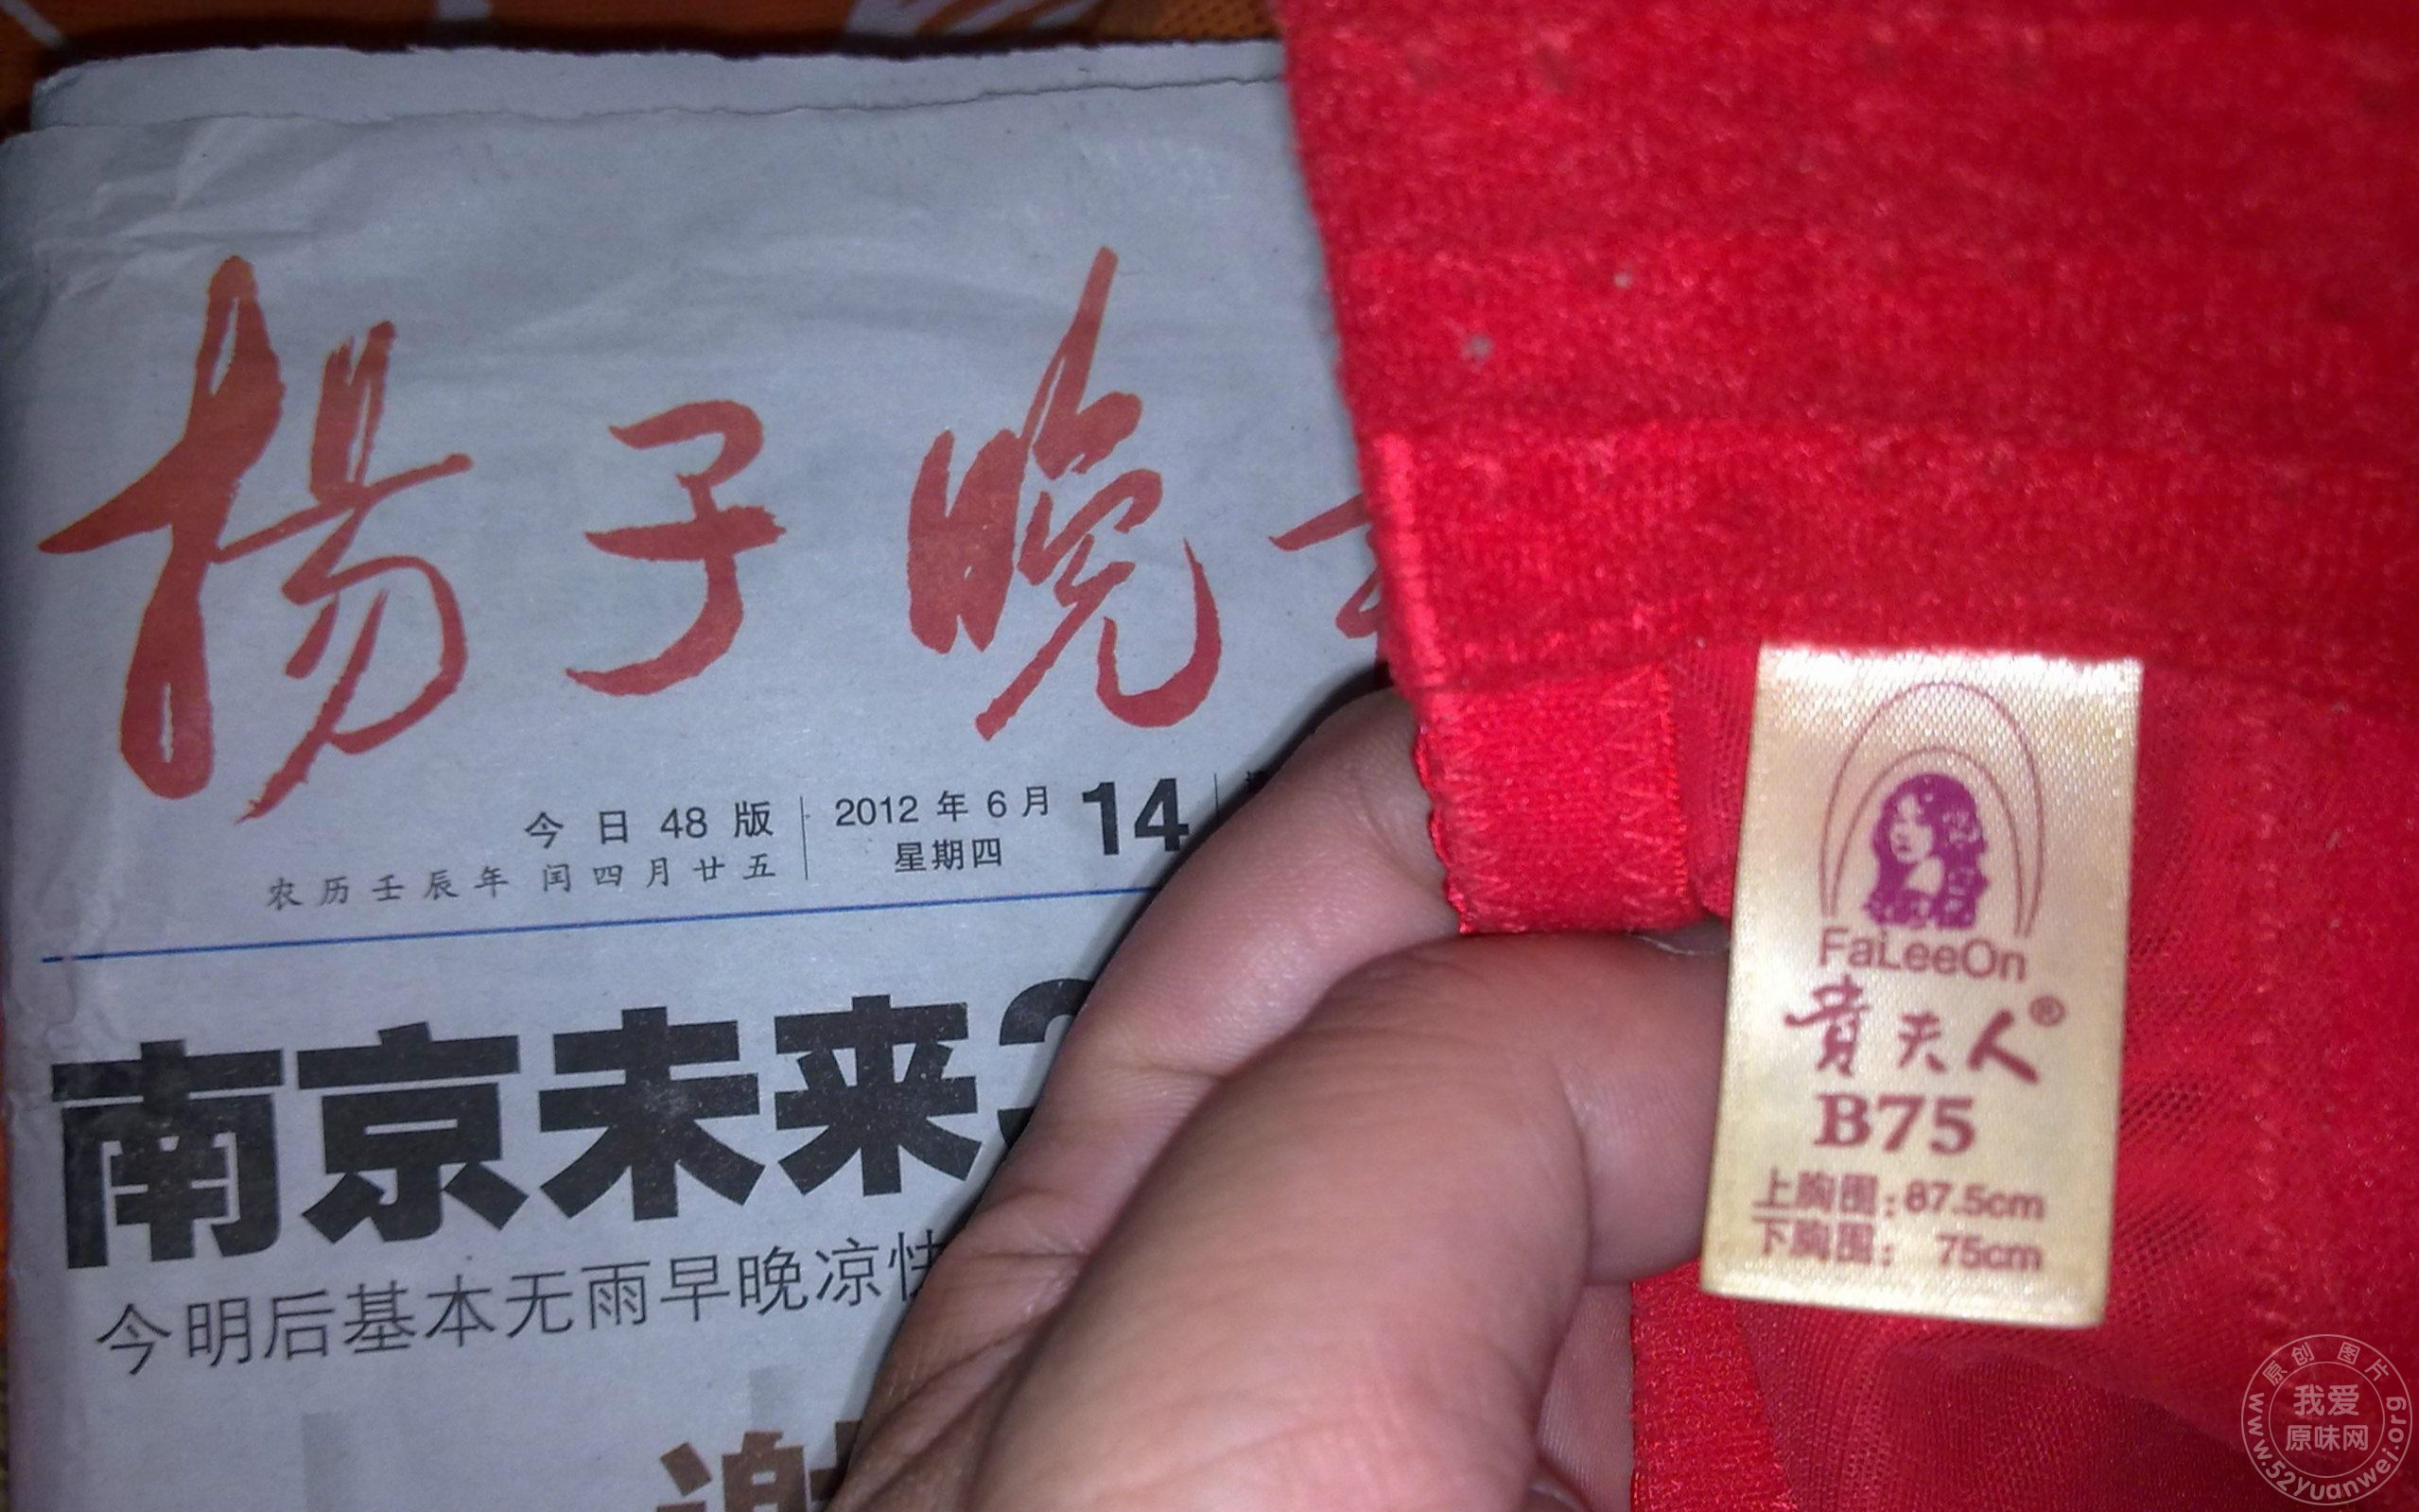 揚子晚
今日48版
农历壬辰年 闰四月廿五
2012年6月
星期四
14
南京未来
今明后基本无雨早晚凉快
谢
FaLeeOn
贵夫人®
B75
上胸围:87.5cm
下胸围: 75cm
原创图片
我爱
原味网
www.52yuanwei.org